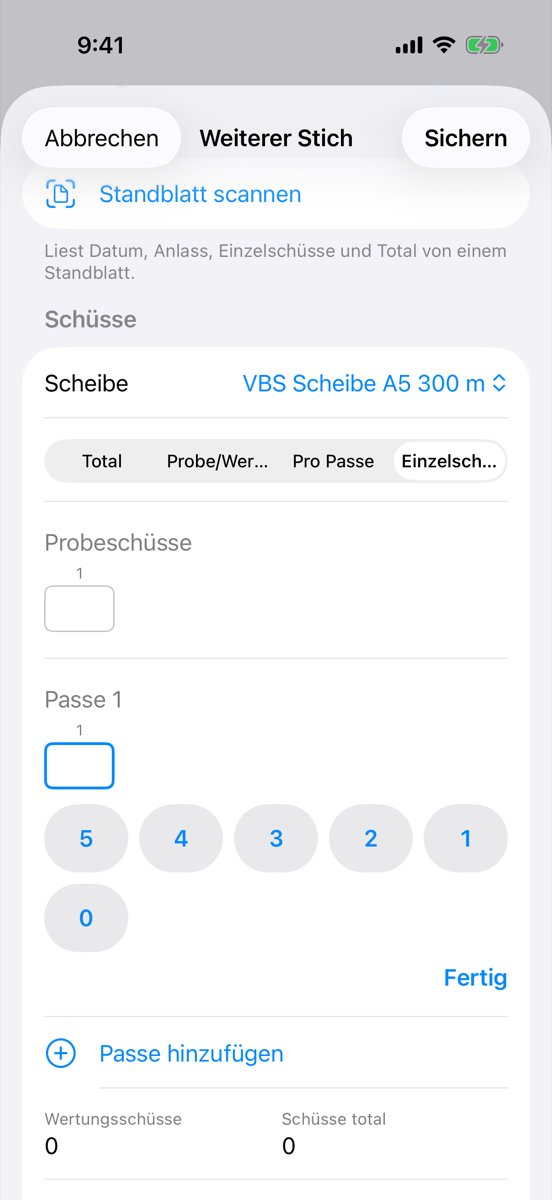 9:41
Abbrechen
Weiterer Stich
Sichern
Standblatt scannen
Liest Datum, Anlass, Einzelschüsse und Total von einem
Standblatt.
Schüsse
Scheibe
VBS Scheibe A5 300 m
Total
Probe/Wer...
Pro Passe
Einzelsch...
Probeschüsse
1
Passe 1
1
5
4
3
2
1
0
Fertig
Passe hinzufügen
Wertungsschüsse
Schüsse total
0
0